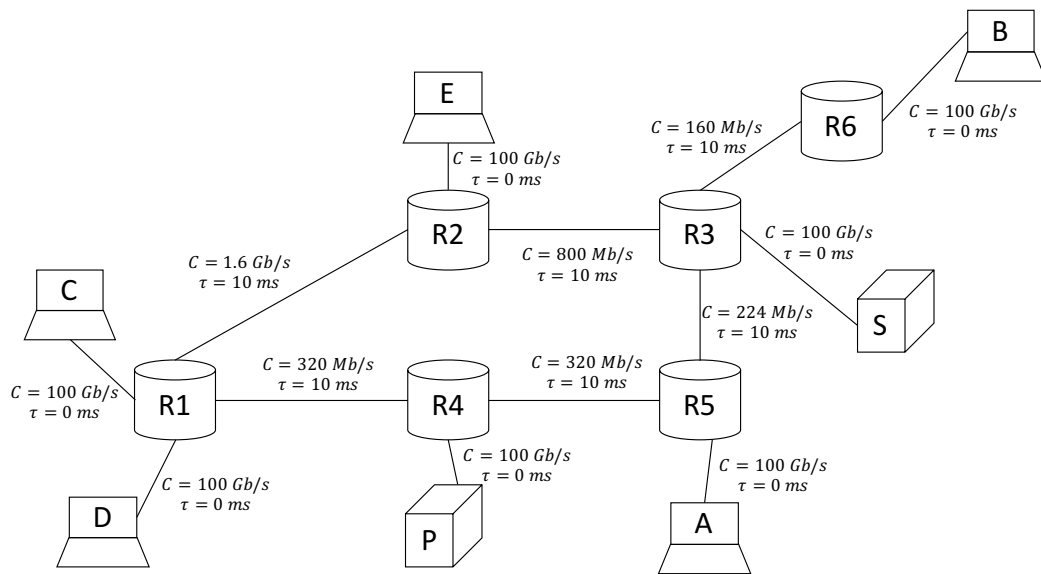 B
E
C = 100 Gb/s
τ = 0 ms
R6
C = 160 Mb/s
τ = 10 ms
C = 100 Gb/s
τ = 0 ms
R2
R3
C = 100 Gb/s
τ = 0 ms
C = 1.6 Gb/s
τ = 10 ms
C = 800 Mb/s
τ = 10 ms
C
S
C = 224 Mb/s
τ = 10 ms
C = 320 Mb/s
τ = 10 ms
C = 320 Mb/s
τ = 10 ms
C = 100 Gb/s
τ = 0 ms
R1
R4
R5
C = 100 Gb/s
τ = 0 ms
C = 100 Gb/s
τ = 0 ms
C = 100 Gb/s
τ = 0 ms
D
P
A